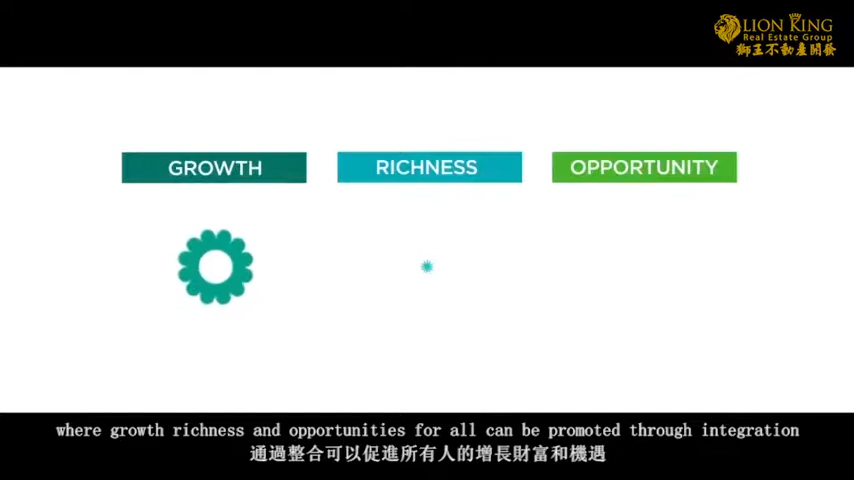 LION KING
Real Estate Group
獅王不動產開發
GROWTH
RICHNESS
OPPORTUNITY
where growth richness and opportunities for all can be promoted through integration
通過整合可以促進所有人的增長財富和機遇